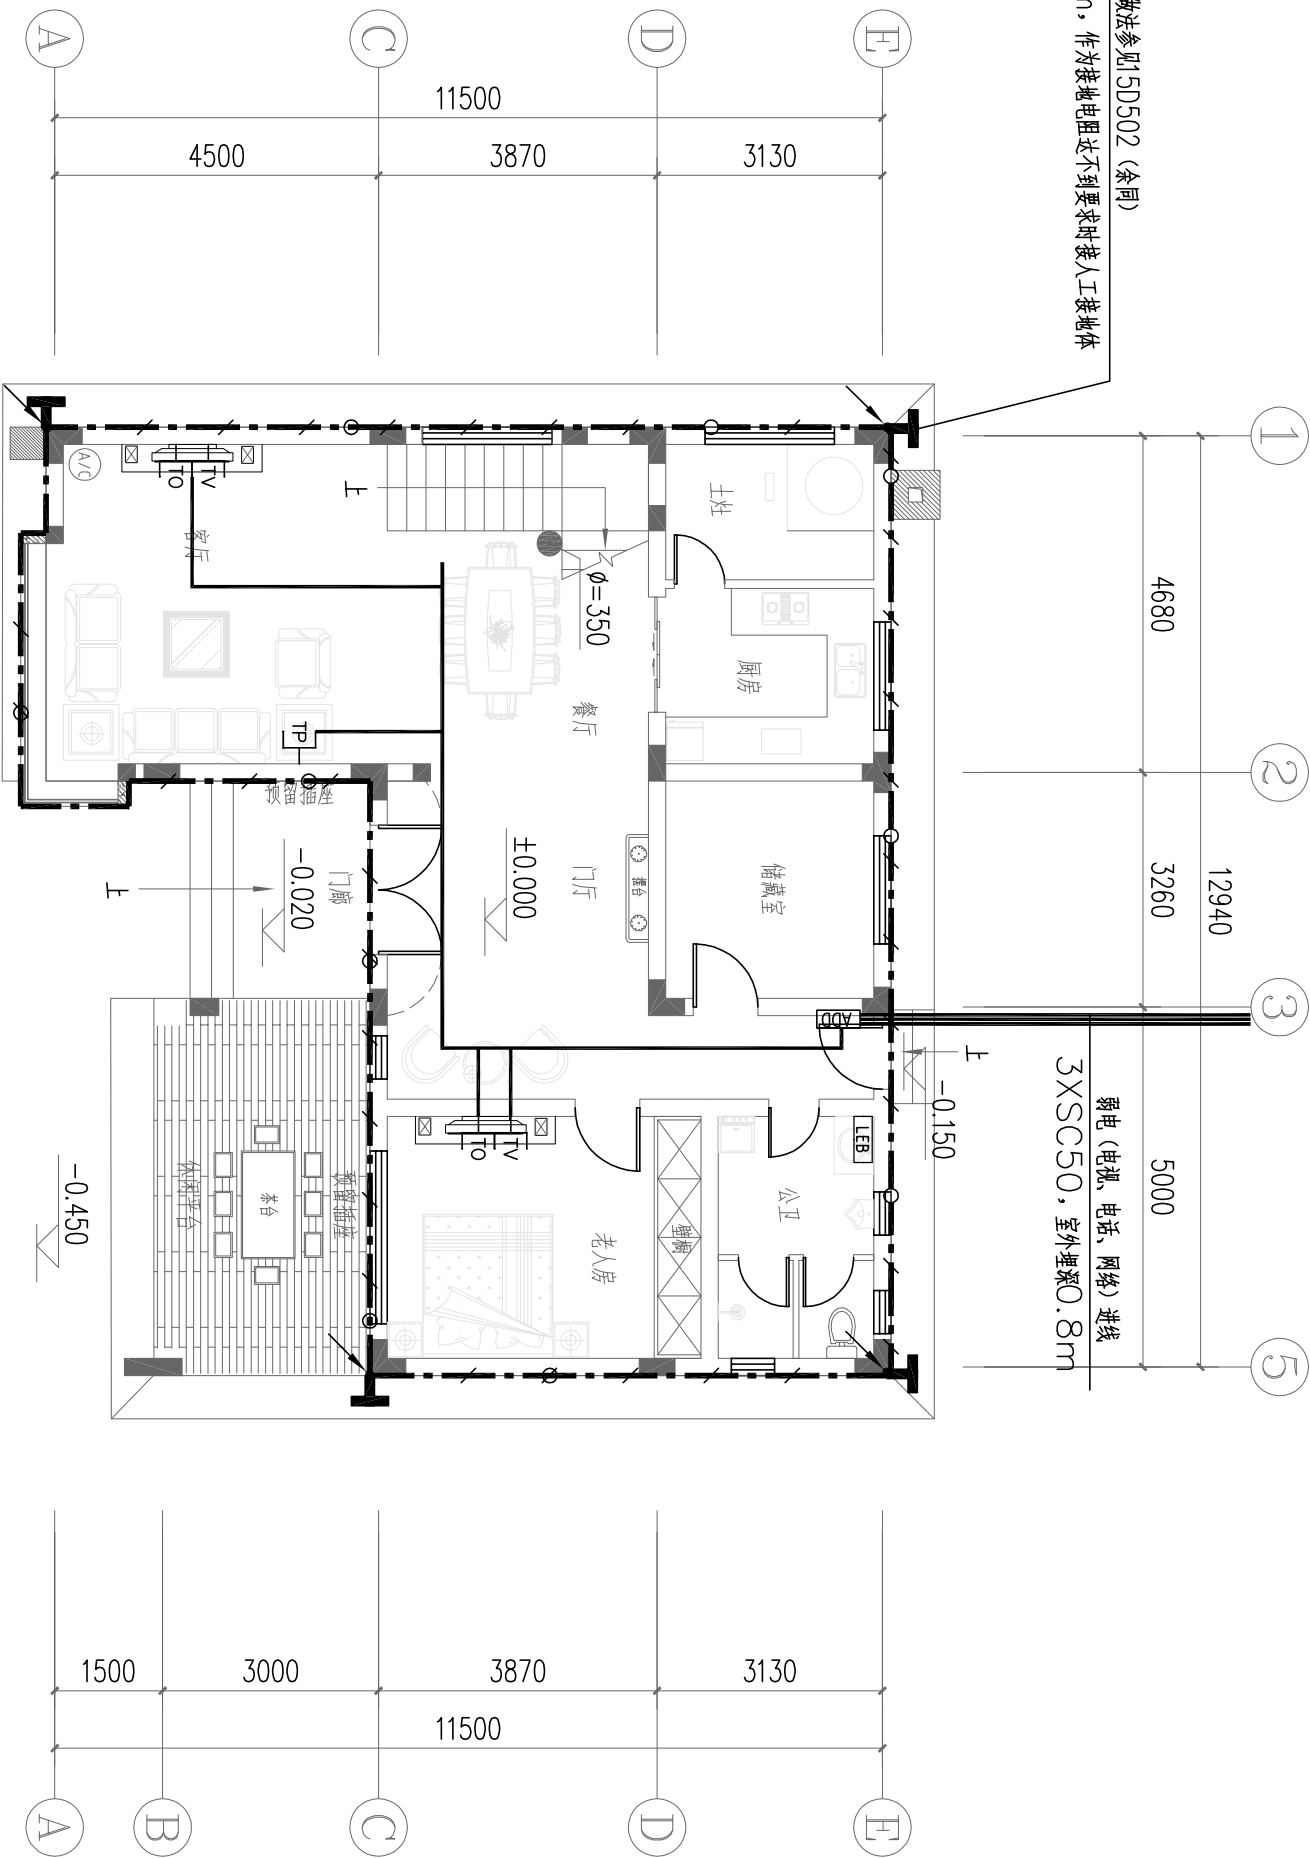 做法参见15D502（余同）
，作为接地电阻达不到要求时接人工接地体
A
C
D
E
11500
4500
3870
3130
1
2
3
5
4680
3260
5000
12940
弱电（电视、电话、网络）进线
3XSC50，室外埋深0.8m
土灶
厨房
储藏室
ADD
上
-0.150
LEB
公卫
壁橱
老人房
上
ø=350
餐厅
门厅
摆台
±0.000
A/C
TV
TO
客厅
TP
预留插座
门廊
-0.020
上
TV
TO
预留插座
茶台
休闲平台
-0.450
1500
3000
3870
3130
11500
A
B
C
D
E